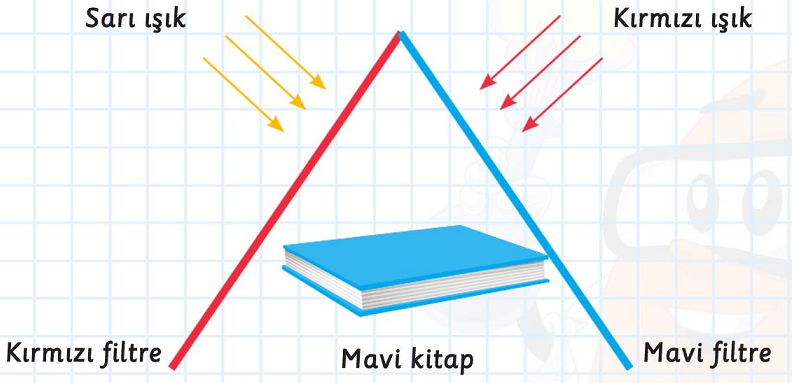 Sarı ışık
Kırmızı ışık
Kırmızı filtre
Mavi kitap
Mavi filtre